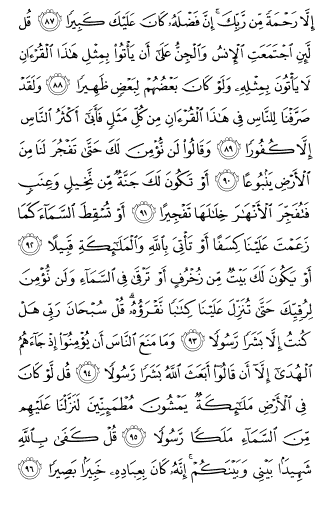 إِلَّا رَحْمَةً مِّن رَّبِّكَ ۚ إِنَّ فَضْلَهُۥ كَانَ عَلَيْكَ كَبِيرًا ٨٧ قُل
لَّئِنِ ٱجْتَمَعَتِ ٱلْإِنسُ وَٱلْجِنُّ عَلَىٰٓ أَن يَأْتُوا۟ بِمِثْلِ هَٰذَا ٱلْقُرْءَانِ
لَا يَأْتُونَ بِمِثْلِهِۦ وَلَوْ كَانَ بَعْضُهُمْ لِبَعْضٍ ظَهِيرًا ٨٨ وَلَقَدْ
صَرَّفْنَا لِلنَّاسِ فِى هَٰذَا ٱلْقُرْءَانِ مِن كُلِّ مَثَلٍ فَأَبَىٰٓ أَكْثَرُ ٱلنَّاسِ
إِلَّا كُفُورًا ٨٩ وَقَالُوا۟ لَن نُّؤْمِنَ لَكَ حَتَّىٰ تَفْجُرَ لَنَا مِنَ
ٱلْأَرْضِ يَنۢبُوعًا ٩٠ أَوْ تَكُونَ لَكَ جَنَّةٌ مِّن نَّخِيلٍ وَعِنَبٍ
فَتُفَجِّرَ ٱلْأَنْهَٰرَ خِلَٰلَهَا تَفْجِيرًا ٩١ أَوْ تُسْقِطَ ٱلسَّمَآءَ كَمَا
زَعَمْتَ عَلَيْنَا كِسَفًا أَوْ تَأْتِىَ بِٱللَّهِ وَٱلْمَلَٰٓئِكَةِ قَبِيلًا ٩٢
أَوْ يَكُونَ لَكَ بَيْتٌ مِّن زُخْرُفٍ أَوْ تَرْقَىٰ فِى ٱلسَّمَآءِ وَلَن نُّؤْمِنَ
لِرُقِيِّكَ حَتَّىٰ تُنَزِّلَ عَلَيْنَا كِتَٰبًا نَّقْرَؤُهُۥ ۗ قُلْ سُبْحَانَ رَبِّى هَلْ
كُنتُ إِلَّا بَشَرًا رَّسُولًا ٩٣ وَمَا مَنَعَ ٱلنَّاسَ أَن يُؤْمِنُوٓا۟ إِذْ جَآءَهُمُ
ٱلْهُدَىٰٓ إِلَّآ أَن قَالُوٓا۟ أَبَعَثَ ٱللَّهُ بَشَرًا رَّسُولًا ٩٤ قُل لَّوْ كَانَ
فِى ٱلْأَرْضِ مَلَٰٓئِكَةٌ يَمْشُونَ مُطْمَئِنِّينَ لَنَزَّلْنَا عَلَيْهِم
مِّنَ ٱلسَّمَآءِ مَلَكًا رَّسُولًا ٩٥ قُلْ كَفَىٰ بِٱللَّهِ
شَهِيدًۢا بَيْنِى وَبَيْنَكُمْ ۚ إِنَّهُۥ كَانَ بِعِبَادِهِۦ خَبِيرًۢا بَصِيرًا ٩٦